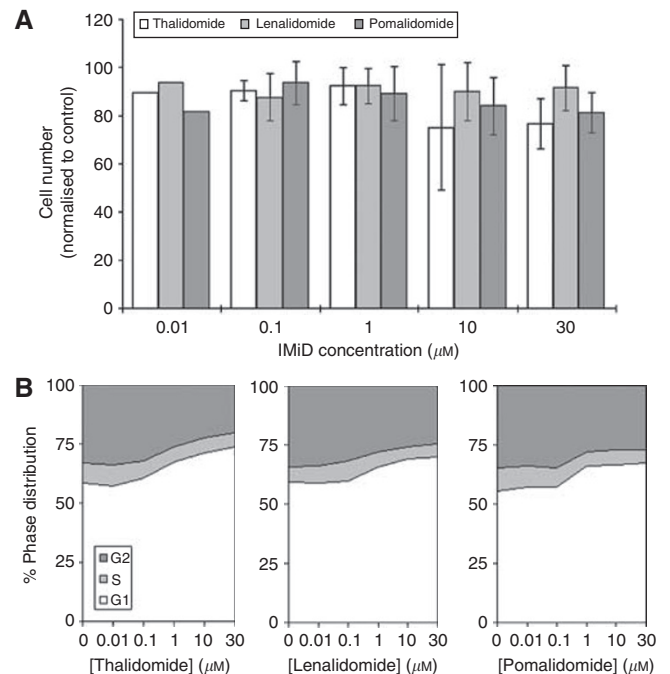 A
Thalidomide Lenalidomide Pomalidomide
Cell number
(normalised to control)
120
100
80
60
40
20
0
0.01 0.1 1 10 30
IMiD concentration (μM)
B
% Phase distribution
100
75
50
25
0
G2
S
G1
0 0.01 0.1 1 10 30
[Thalidomide] (μM)
100
75
50
25
0
0 0.01 0.1 1 10 30
[Lenalidomide] (μM)
100
75
50
25
0
0 0.01 0.1 1 10 30
[Pomalidomide] (μM)